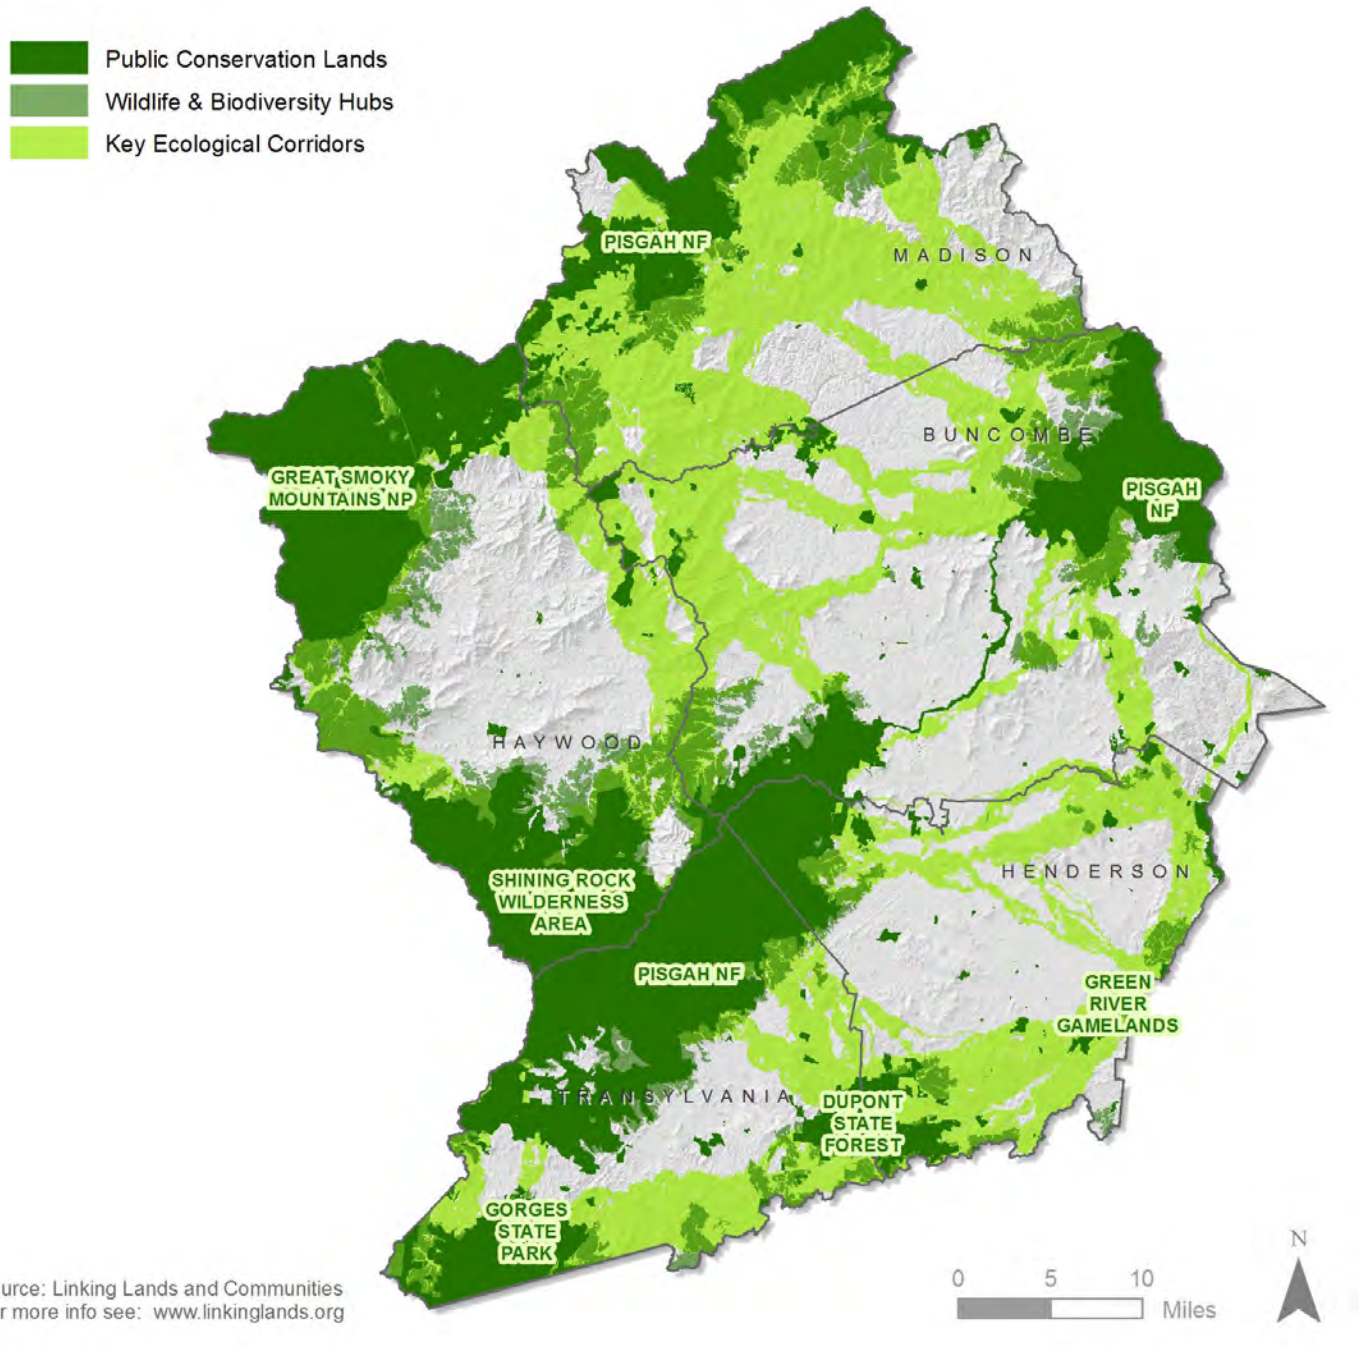 Public Conservation Lands
Wildlife & Biodiversity Hubs
Key Ecological Corridors
PISGAH NF
MADISON
BUNCOMBE
GREAT SMOKY
MOUNTAINS NP
PISGAH
NF
HAYWOOD
SHINING ROCK
WILDERNESS
AREA
HENDERSON
PISGAH NF
GREEN
RIVER
GAMELANDS
TRANSYLVANIA
DUPONT
STATE
FOREST
GORGES
STATE
PARK
urce: Linking Lands and Communities
r more info see: www.linkinglands.org
0 5 10
Miles
N